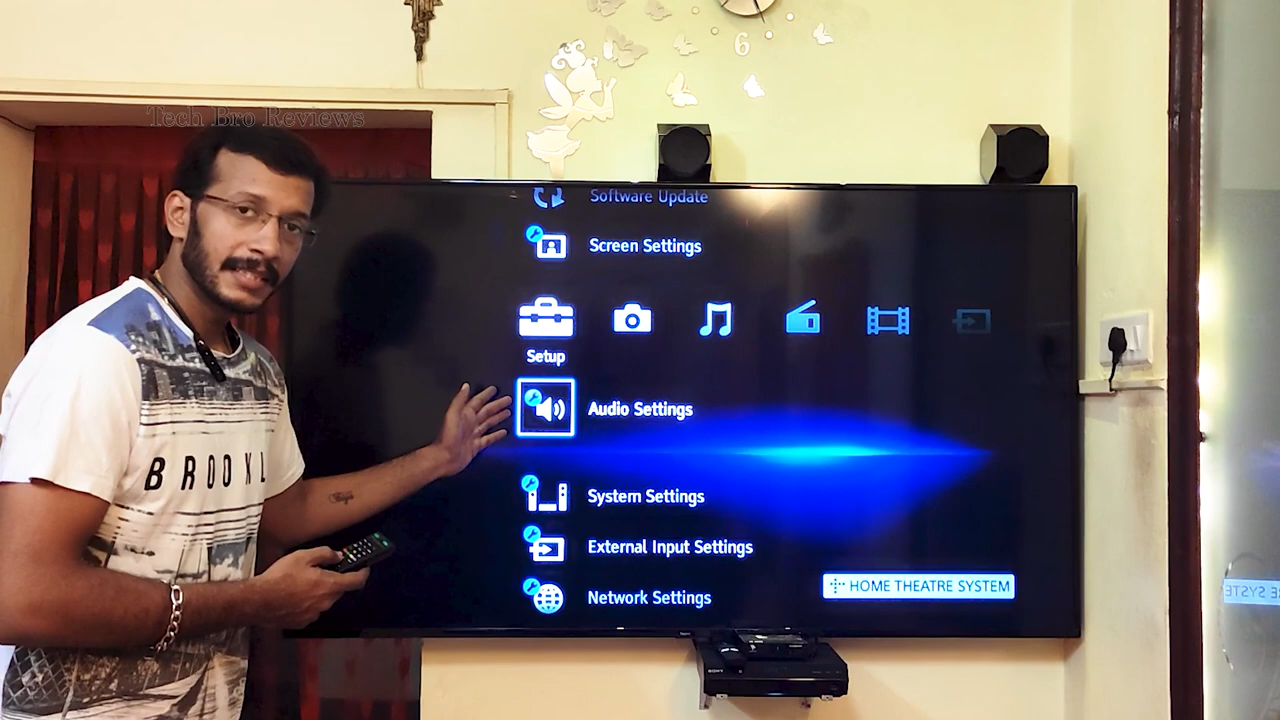 6
Tech Bro Reviews
Software Update
Screen Settings
Setup
Audio Settings
BROOKL
System Settings
External Input Settings
HOME THEATRE SYSTEM
Network Settings
SONY